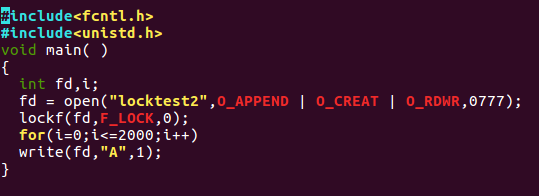 #include<fcntl.h>
#include<unistd.h>
void main( )
{
  int fd,i;
  fd = open("locktest2",O_APPEND | O_CREAT | O_RDWR,0777);
  lockf(fd,F_LOCK,0);
  for(i=0;i<=2000;i++)
  write(fd,"A",1);
}